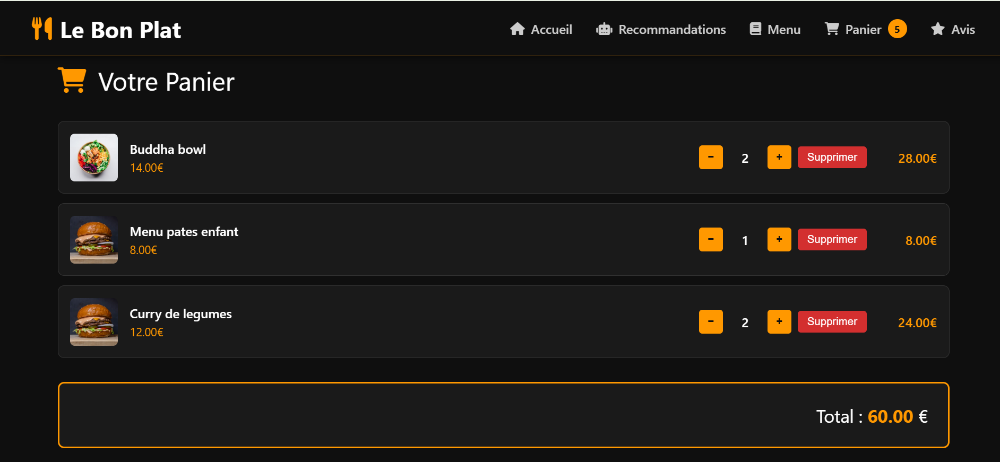 Le Bon Plat
Accueil
Recommandations
Menu
Panier 5
Avis
Votre Panier
Buddha bowl
14.00€
- 2 + Supprimer 28.00€
Menu pates enfant
8.00€
- 1 + Supprimer 8.00€
Curry de legumes
12.00€
- 2 + Supprimer 24.00€
Total : 60.00 €